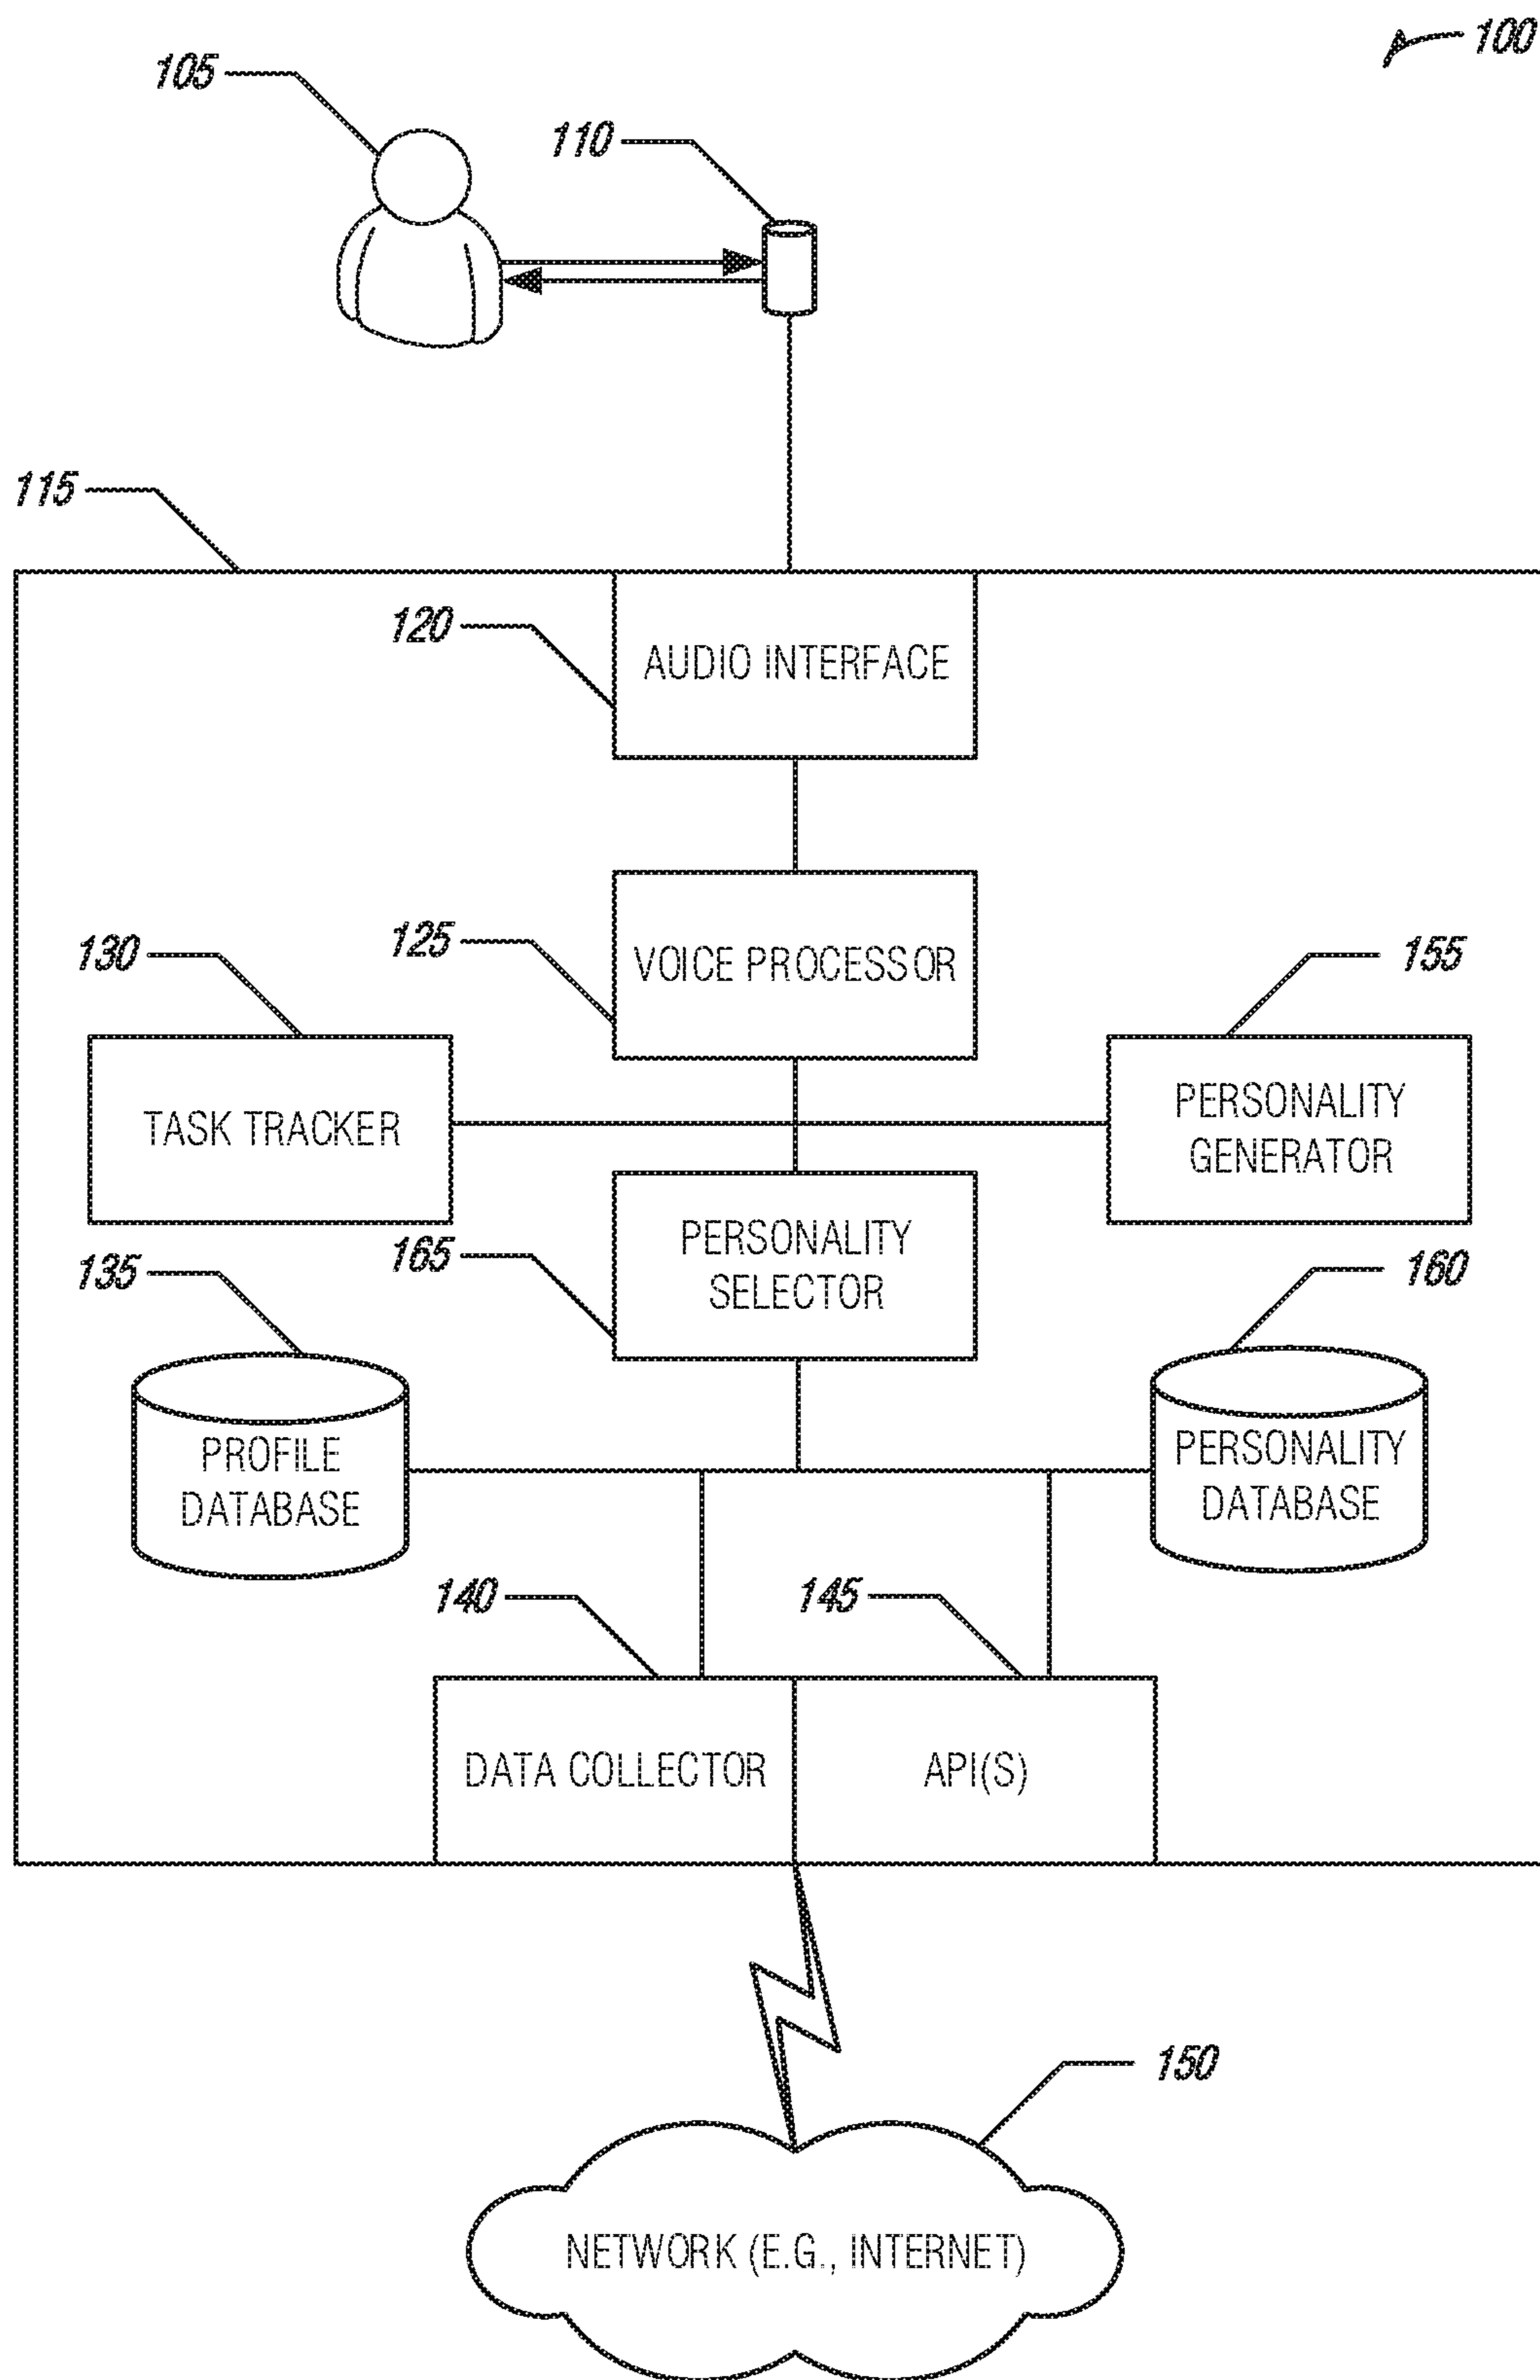 100
105
110
115
120
AUDIO INTERFACE
125
VOICE PROCESSOR
130
TASK TRACKER
155
PERSONALITY
GENERATOR
165
PERSONALITY
SELECTOR
135
PROFILE
DATABASE
160
PERSONALITY
DATABASE
140
145
DATA COLLECTOR
API(S)
150
NETWORK (E.G., INTERNET)